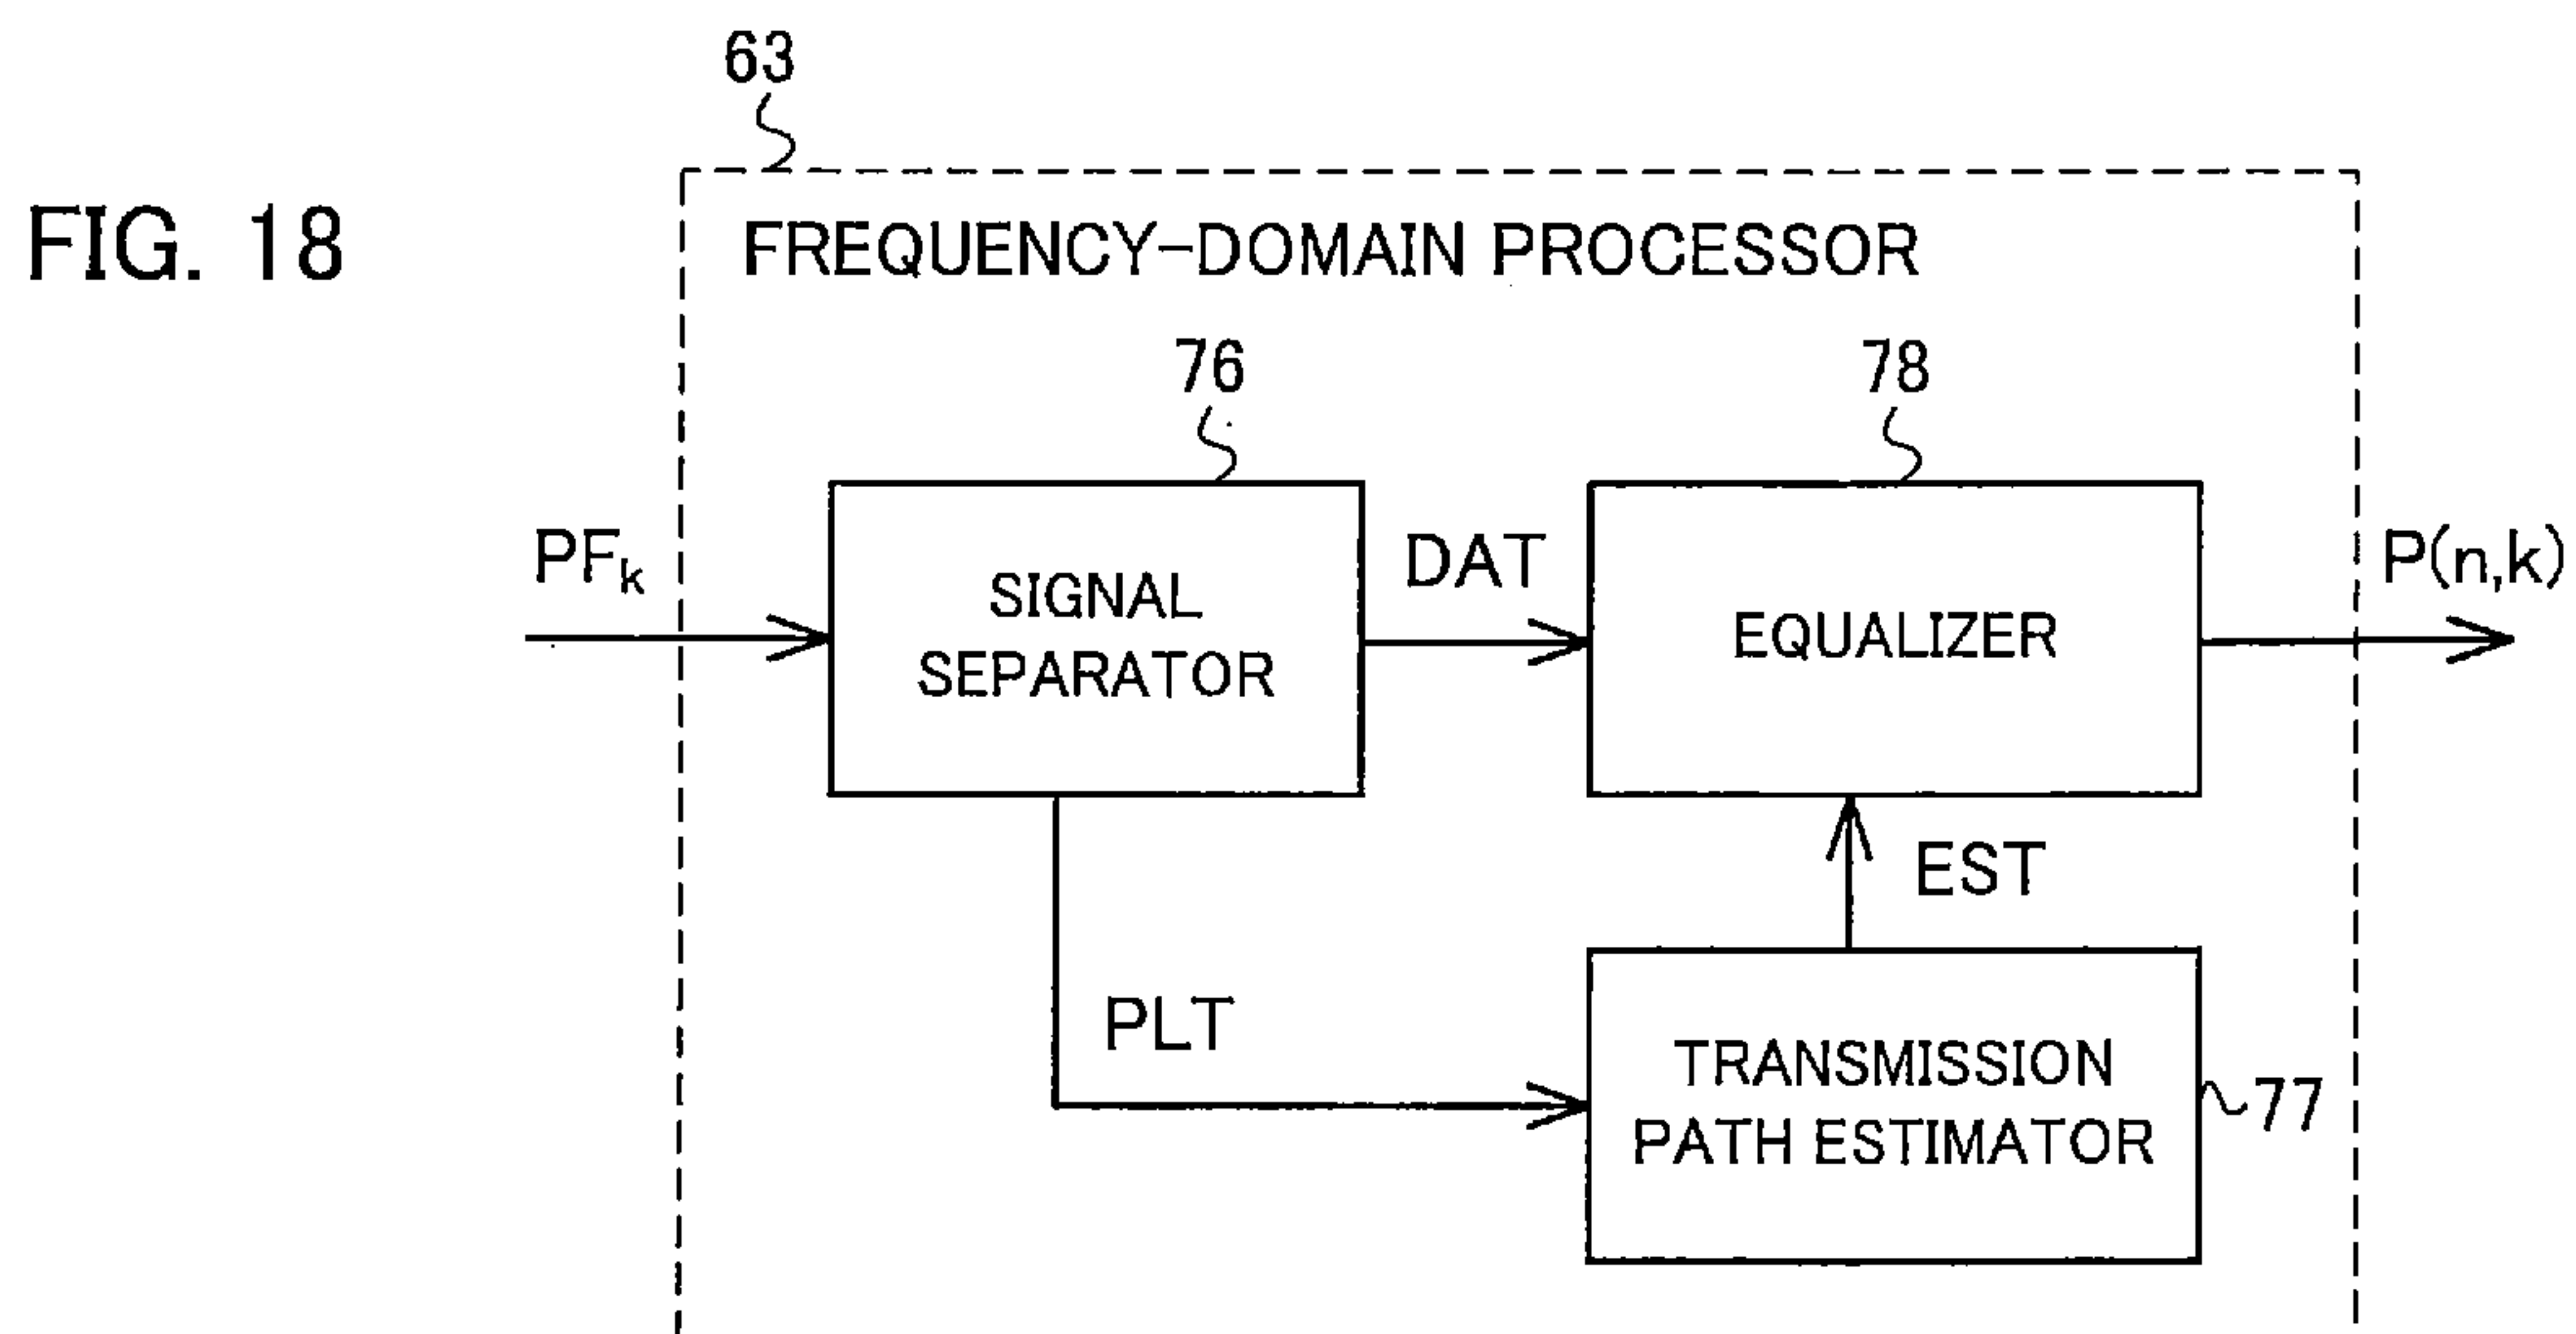 63
FIG. 18
FREQUENCY-DOMAIN PROCESSOR
76
78
PFk
SIGNAL
SEPARATOR
DAT
EQUALIZER
P(n,k)
EST
PLT
TRANSMISSION
PATH ESTIMATOR
77